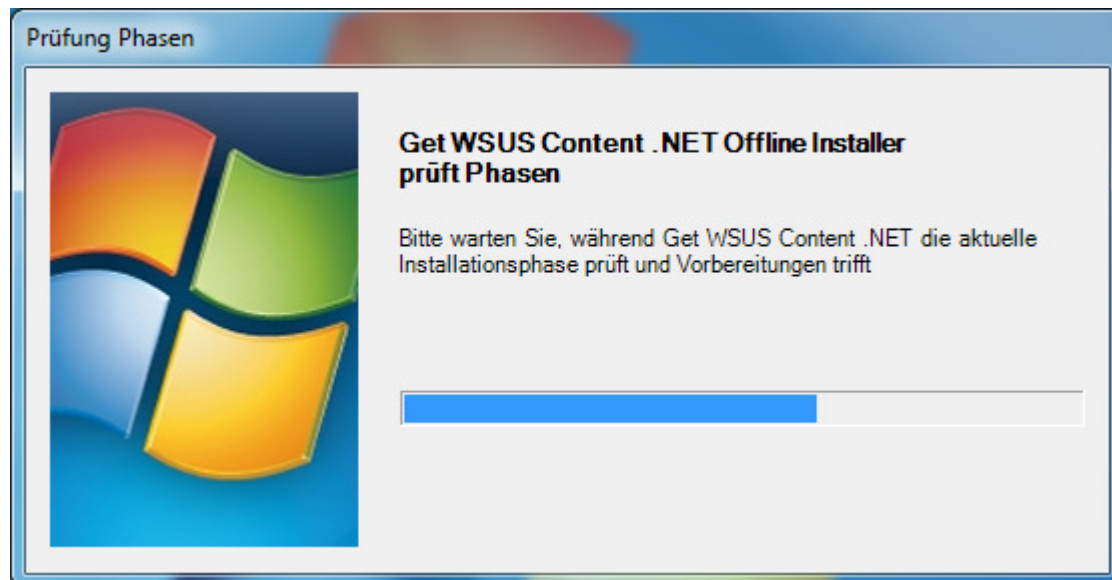 Prüfung Phasen
Get WSUS Content .NET Offline Installer
prüft Phasen
Bitte warten Sie, während Get WSUS Content .NET die aktuelle
Installationsphase prüft und Vorbereitungen trifft